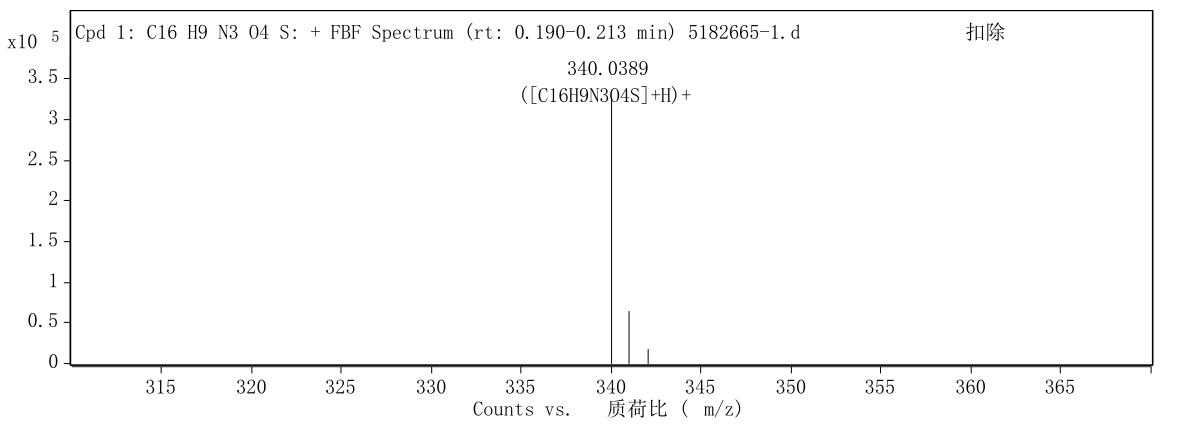 x10 5
Cpd 1: C16 H9 N3 O4 S: + FBF Spectrum (rt: 0.190-0.213 min) 5182665-1.d 扣除
340.0389
([C16H9N3O4S]+H)+
3.5
3
2.5
2
1.5
1
0.5
0
315 320 325 330 335 340 345 350 355 360 365
Counts vs. 质荷比 ( m/z)